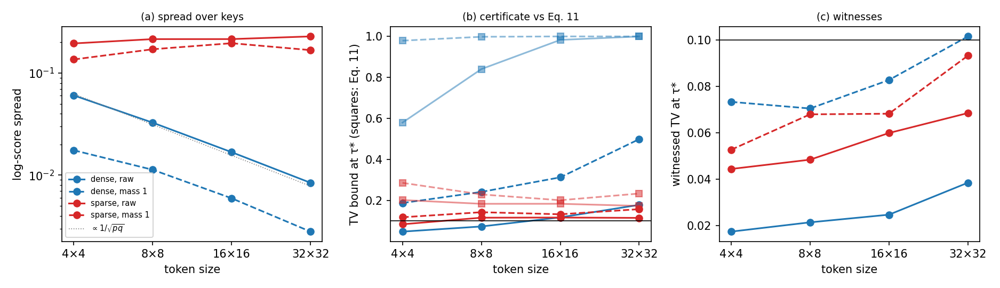 (a) spread over keys
log-score spread
10⁻¹
10⁻²
dense, raw
dense, mass 1
sparse, raw
sparse, mass 1
∝ 1/√pq
4×4
8×8
16×16
32×32
token size
(b) certificate vs Eq. 11
TV bound at τ* (squares: Eq. 11)
1.0
0.8
0.6
0.4
0.2
4×4
8×8
16×16
32×32
token size
(c) witnesses
witnessed TV at τ*
0.10
0.08
0.06
0.04
0.02
4×4
8×8
16×16
32×32
token size